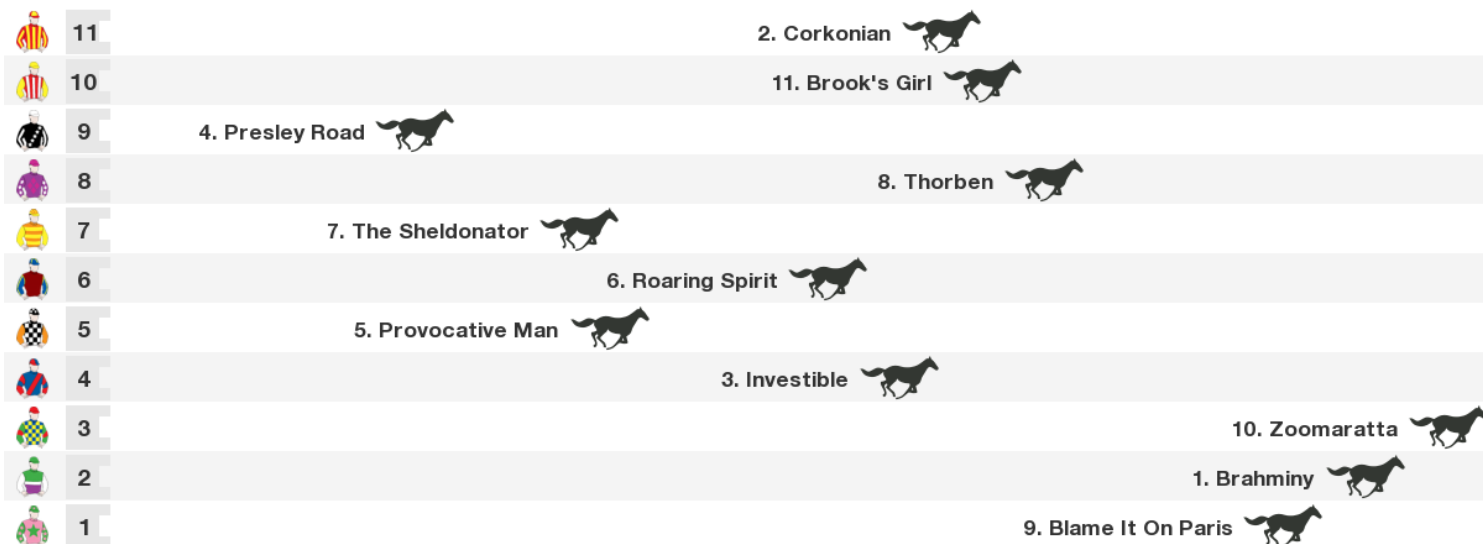 11 2. Corkonian
10 11. Brook's Girl
9 4. Presley Road
8 8. Thorben
7 7. The Sheldonator
6 6. Roaring Spirit
5 5. Provocative Man
4 3. Investible
3 10. Zoomaratta
2 1. Brahminy
1 9. Blame It On Paris